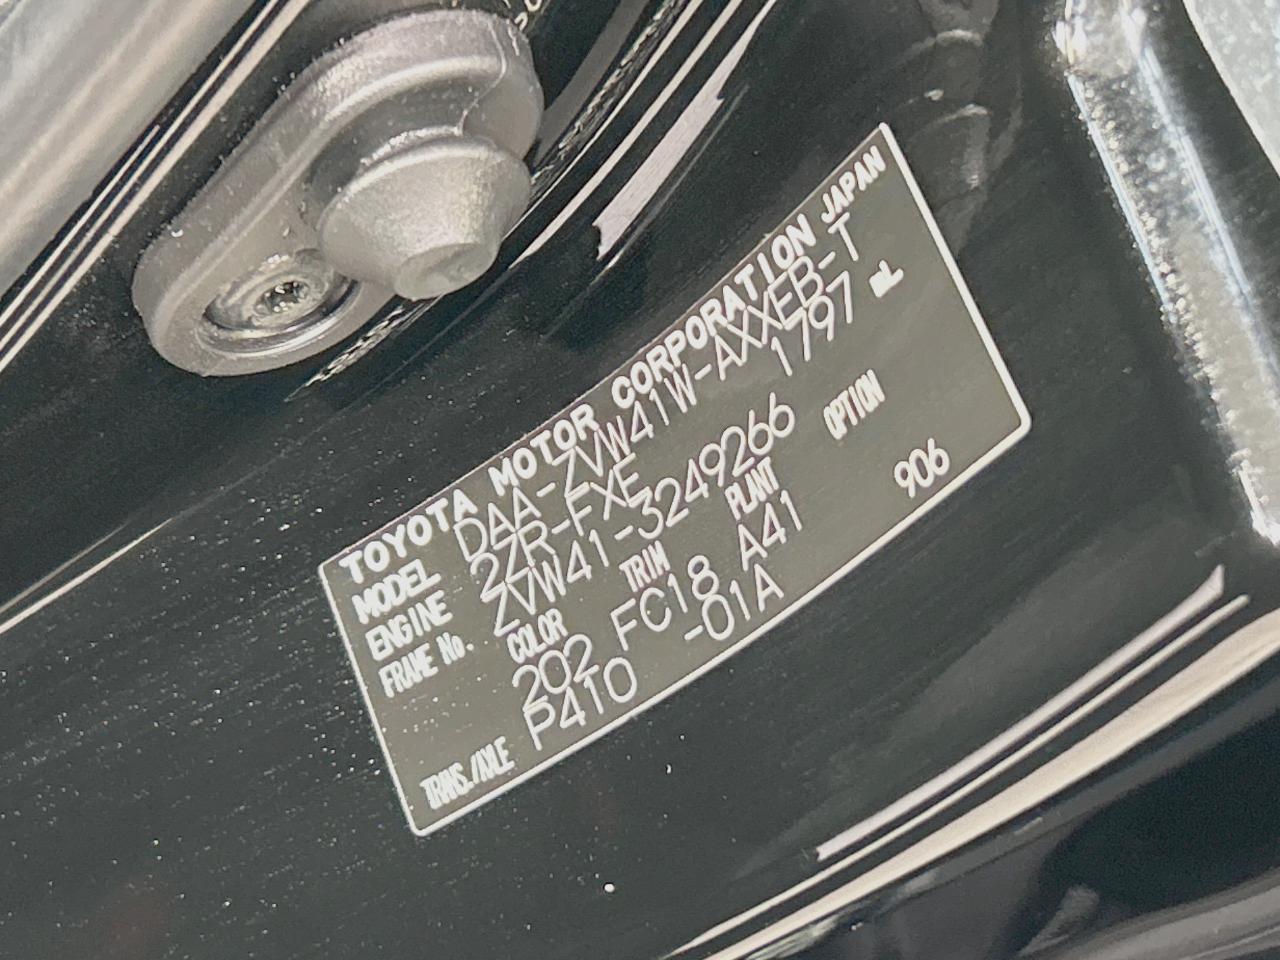 TOYOTA MOTOR CORPORATION JAPAN
MODEL DAA-ZVW41W-AXXEB-T
ENGINE 2ZR-FXE 1797 mL
FRAME No. ZVW41-3249266
COLOR TRIM PLANT OPTION
202 FC18 A41 906
TRANS./AXLE P410 -01A